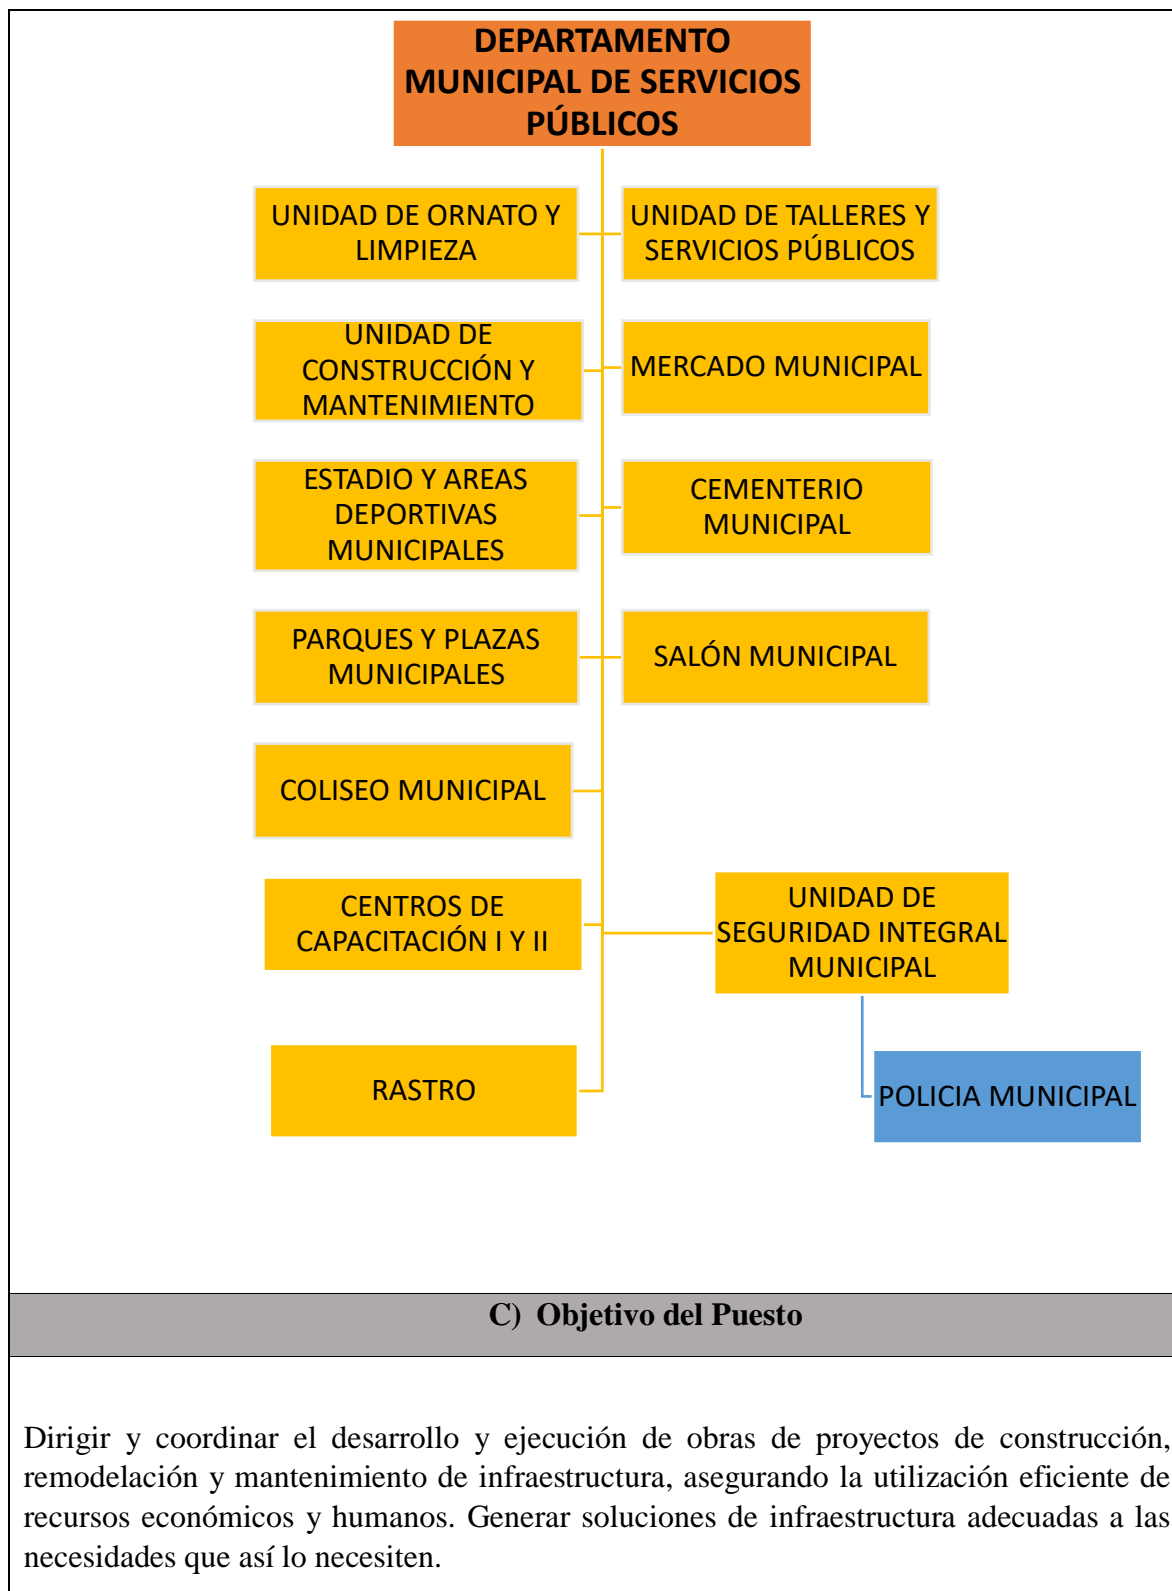 DEPARTAMENTO
MUNICIPAL DE SERVICIOS
PÚBLICOS
UNIDAD DE ORNATO Y
LIMPIEZA
UNIDAD DE TALLERES Y
SERVICIOS PÚBLICOS
UNIDAD DE
CONSTRUCCIÓN Y
MANTENIMIENTO
MERCADO MUNICIPAL
ESTADIO Y AREAS
DEPORTIVAS
MUNICIPALES
CEMENTERIO
MUNICIPAL
PARQUES Y PLAZAS
MUNICIPALES
SALÓN MUNICIPAL
COLISEO MUNICIPAL
CENTROS DE
CAPACITACIÓN I Y II
UNIDAD DE
SEGURIDAD INTEGRAL
MUNICIPAL
RASTRO
POLICIA MUNICIPAL
C) Objetivo del Puesto
Dirigir y coordinar el desarrollo y ejecución de obras de proyectos de construcción,
remodelación y mantenimiento de infraestructura, asegurando la utilización eficiente de
recursos económicos y humanos. Generar soluciones de infraestructura adecuadas a las
necesidades que así lo necesiten.